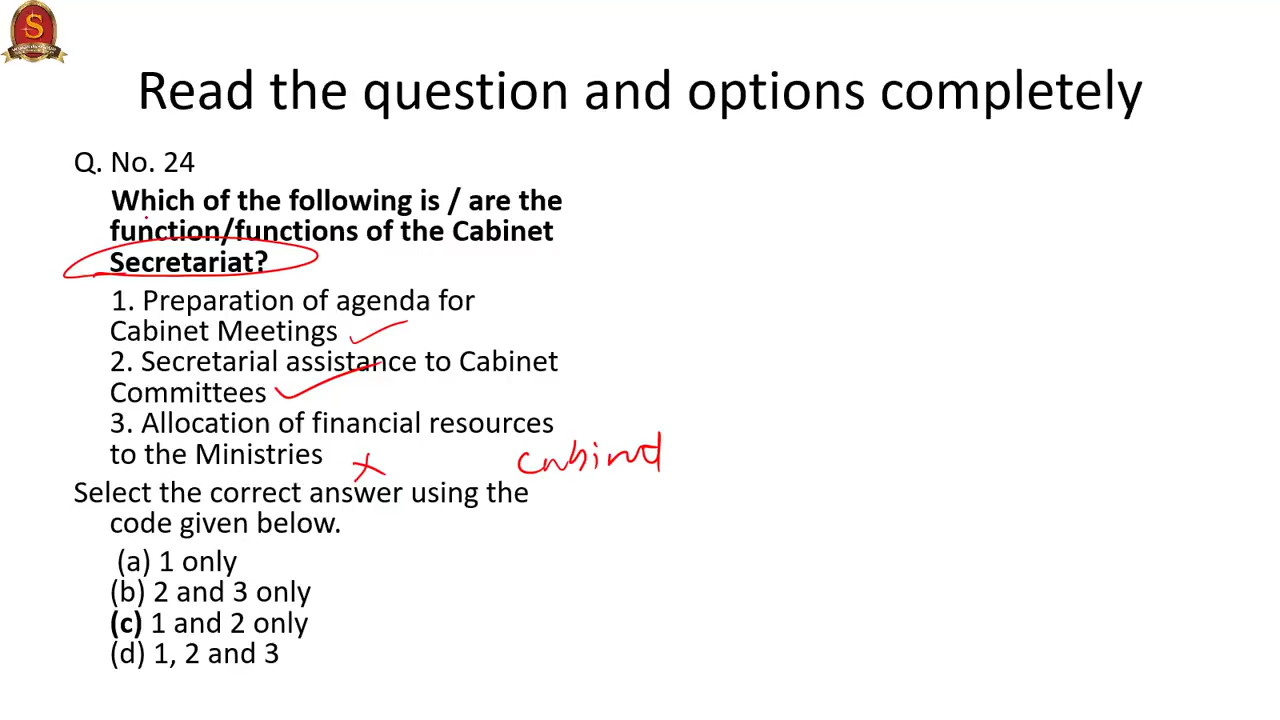 S
Read the question and options completely
Q. No. 24
Which of the following is / are the
function/functions of the Cabinet
Secretariat?
1. Preparation of agenda for
Cabinet Meetings
2. Secretarial assistance to Cabinet
Committees
3. Allocation of financial resources
to the Ministries
Select the correct answer using the
code given below.
(a) 1 only
(b) 2 and 3 only
(c) 1 and 2 only
(d) 1, 2 and 3